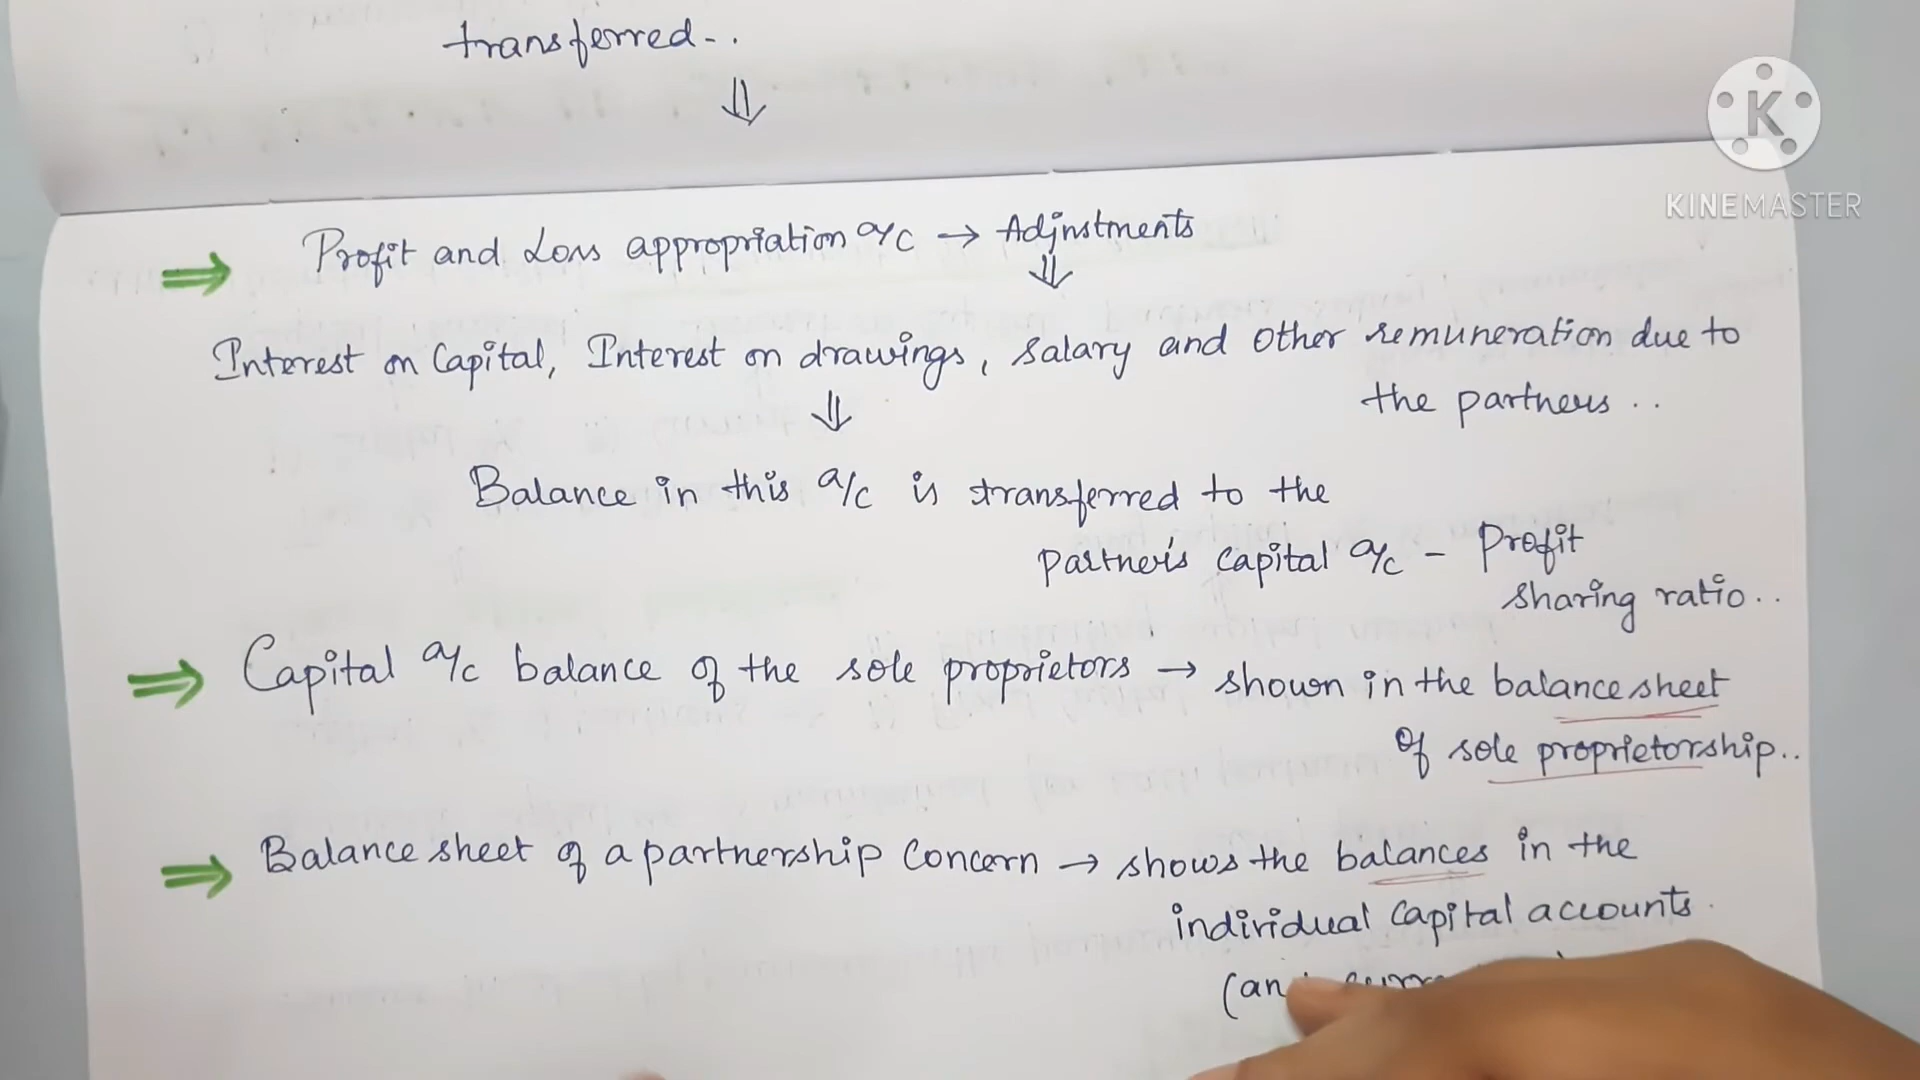 transferred..
Profit and Loss appropriation a/c → Adjustments
Interest on Capital, Interest on drawings, salary and other remuneration due to
the partners ..
Balance in this a/c is transferred to the
partner's capital a/c - Profit
sharing ratio..
Capital a/c balance of the sole proprietors → shown in the balance sheet
of sole proprietorship..
Balance sheet of a partnership concern → shows the balances in the
individual capital accounts.
KINEMASTER
K